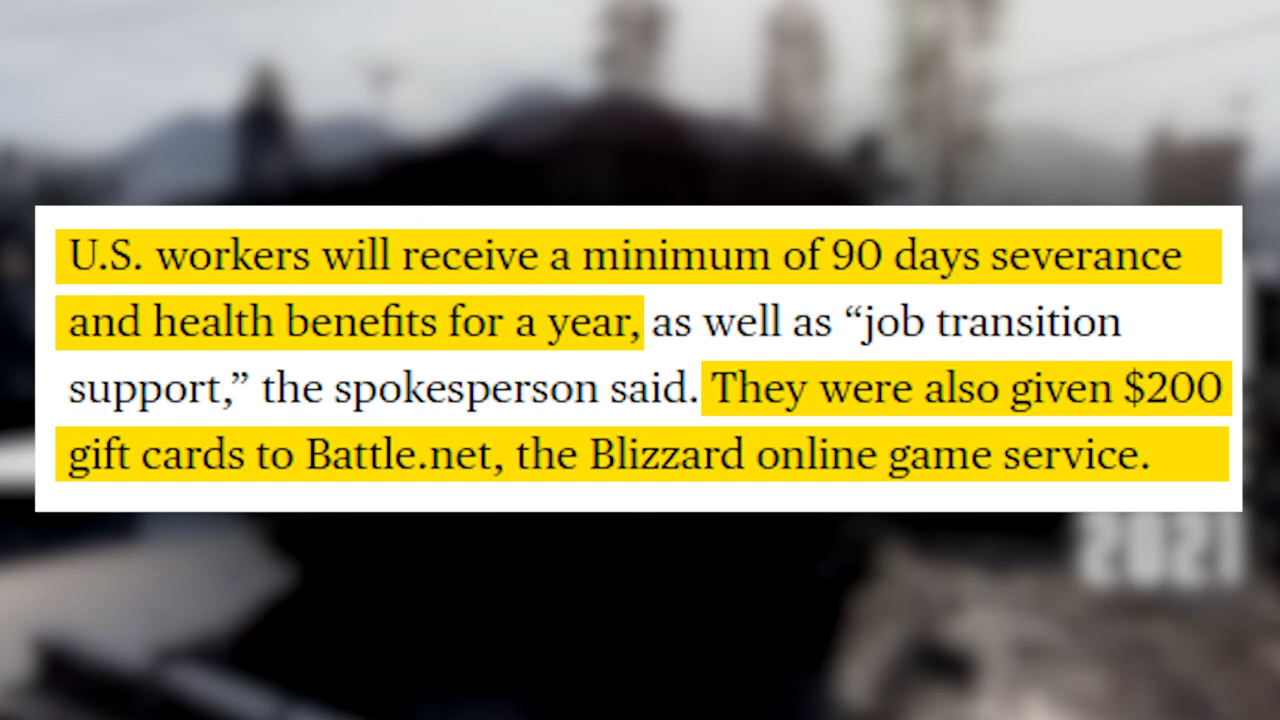 U.S. workers will receive a minimum of 90 days severance
and health benefits for a year, as well as “job transition
support,” the spokesperson said. They were also given $200
gift cards to Battle.net, the Blizzard online game service.
2021